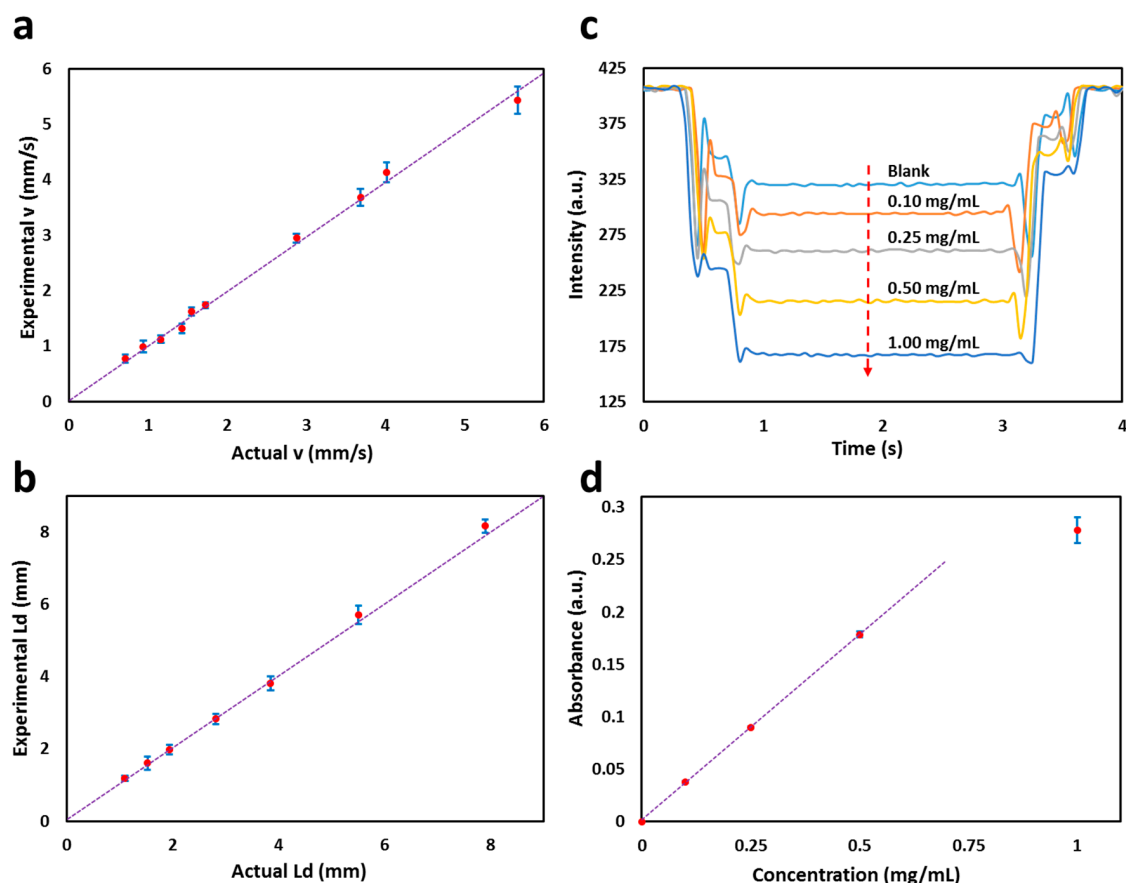 a
6
5
4
3
2
1
0
Experimental v (mm/s)
0 1 2 3 4 5 6
Actual v (mm/s)
c
425
375
325
275
225
175
125
Intensity (a.u.)
Blank
0.10 mg/mL
0.25 mg/mL
0.50 mg/mL
1.00 mg/mL
0 1 2 3 4
Time (s)
b
8
6
4
2
0
Experimental Ld (mm)
0 2 4 6 8
Actual Ld (mm)
d
0.3
0.25
0.2
0.15
0.1
0.05
0
Absorbance (a.u.)
0 0.25 0.5 0.75 1
Concentration (mg/mL)